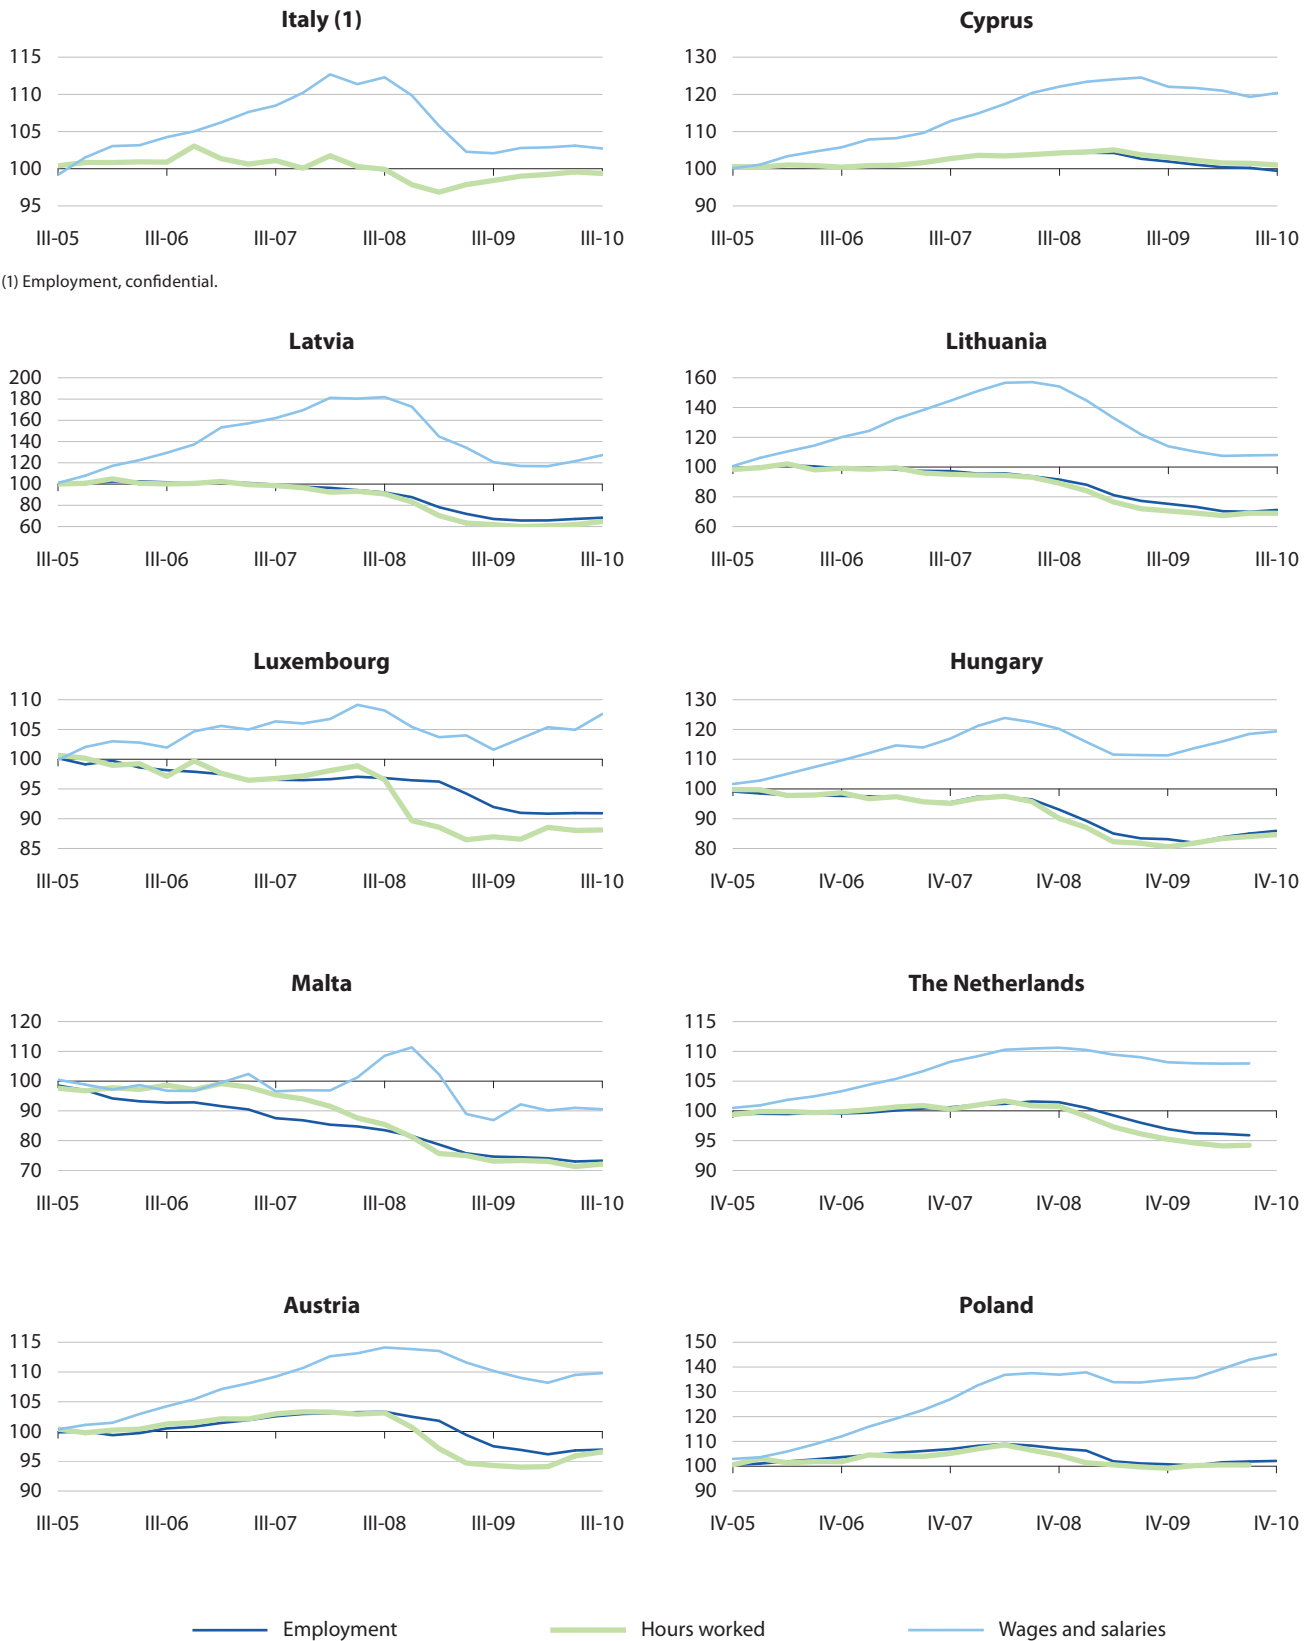 Italy (1)
115
110
105
100
95
III-05 III-06 III-07 III-08 III-09 III-10
(1) Employment, confidential.
Cyprus
130
120
110
100
90
III-05 III-06 III-07 III-08 III-09 III-10
Latvia
200
180
160
140
120
100
80
60
III-05 III-06 III-07 III-08 III-09 III-10
Lithuania
160
140
120
100
80
60
III-05 III-06 III-07 III-08 III-09 III-10
Luxembourg
110
105
100
95
90
85
III-05 III-06 III-07 III-08 III-09 III-10
Hungary
130
120
110
100
90
80
IV-05 IV-06 IV-07 IV-08 IV-09 IV-10
Malta
120
110
100
90
80
70
III-05 III-06 III-07 III-08 III-09 III-10
The Netherlands
115
110
105
100
95
90
IV-05 IV-06 IV-07 IV-08 IV-09 IV-10
Austria
115
110
105
100
95
90
III-05 III-06 III-07 III-08 III-09 III-10
Poland
150
140
130
120
110
100
90
IV-05 IV-06 IV-07 IV-08 IV-09 IV-10
Employment Hours worked Wages and salaries